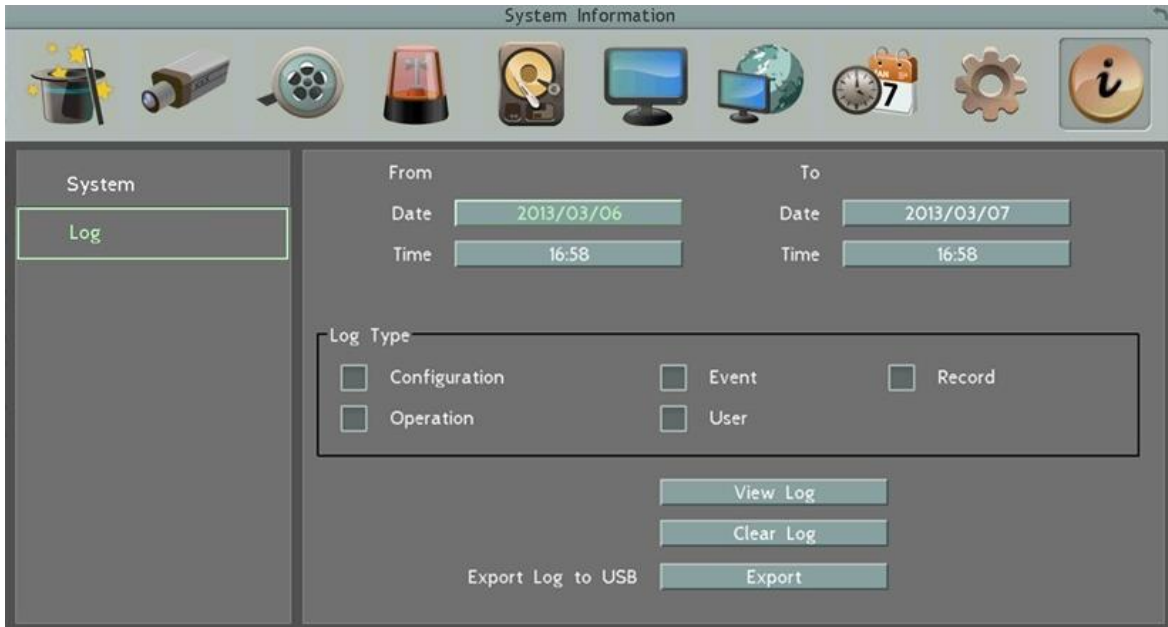 System Information
System
Log
From To
Date 2013/03/06 Date 2013/03/07
Time 16:58 Time 16:58
Log Type
Configuration Event Record
Operation User
View Log
Clear Log
Export Log to USB Export